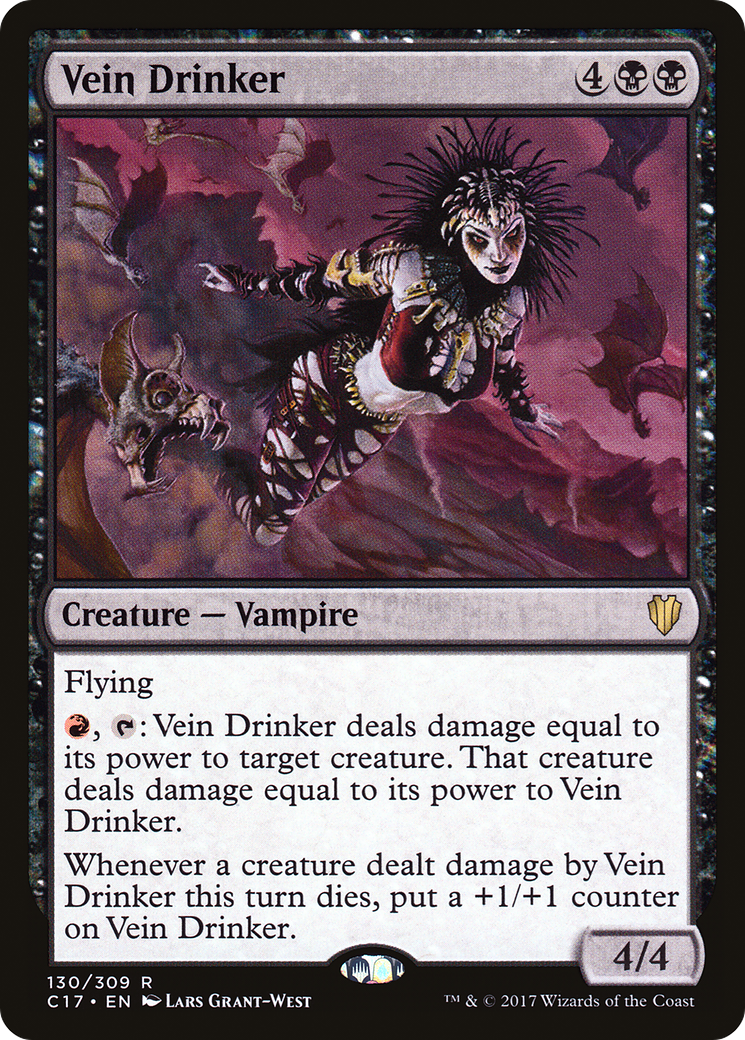 Vein Drinker 4
Creature — Vampire
Flying
, : Vein Drinker deals damage equal to
its power to target creature. That creature
deals damage equal to its power to Vein
Drinker.
Whenever a creature dealt damage by Vein
Drinker this turn dies, put a +1/+1 counter
on Vein Drinker.
4/4
130/309 R
C17 • EN Lars Grant-West ™ & © 2017 Wizards of the Coast